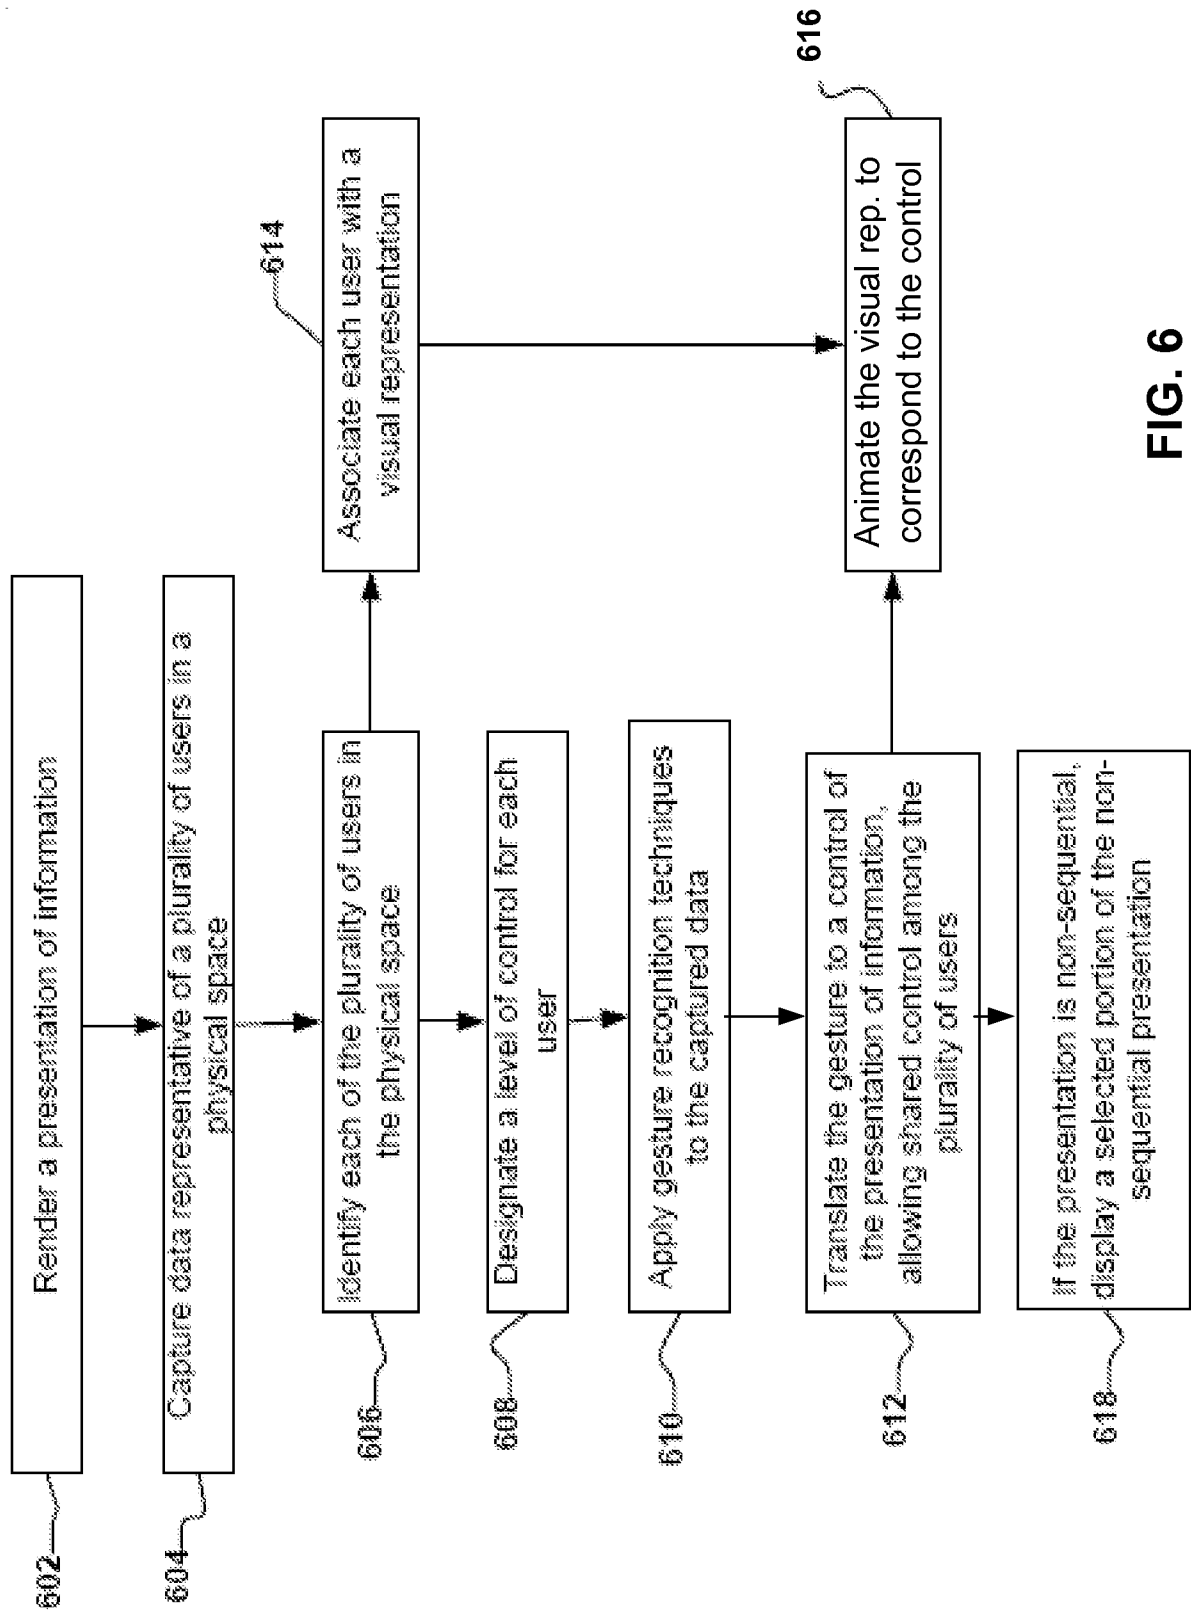 602
Render a presentation of information
604
Capture data representative of a plurality of users in a
physical space
606
Identify each of the plurality of users in
the physical space
614
Associate each user with a
visual representation
608
Designate a level of control for each
user
610
Apply gesture recognition techniques
to the captured data
612
Translate the gesture to a control of
the presentation of information,
allowing shared control among the
plurality of users
616
Animate the visual rep. to
correspond to the control
618
If the presentation is non-sequential,
display a selected portion of the non-
sequential presentation
FIG. 6